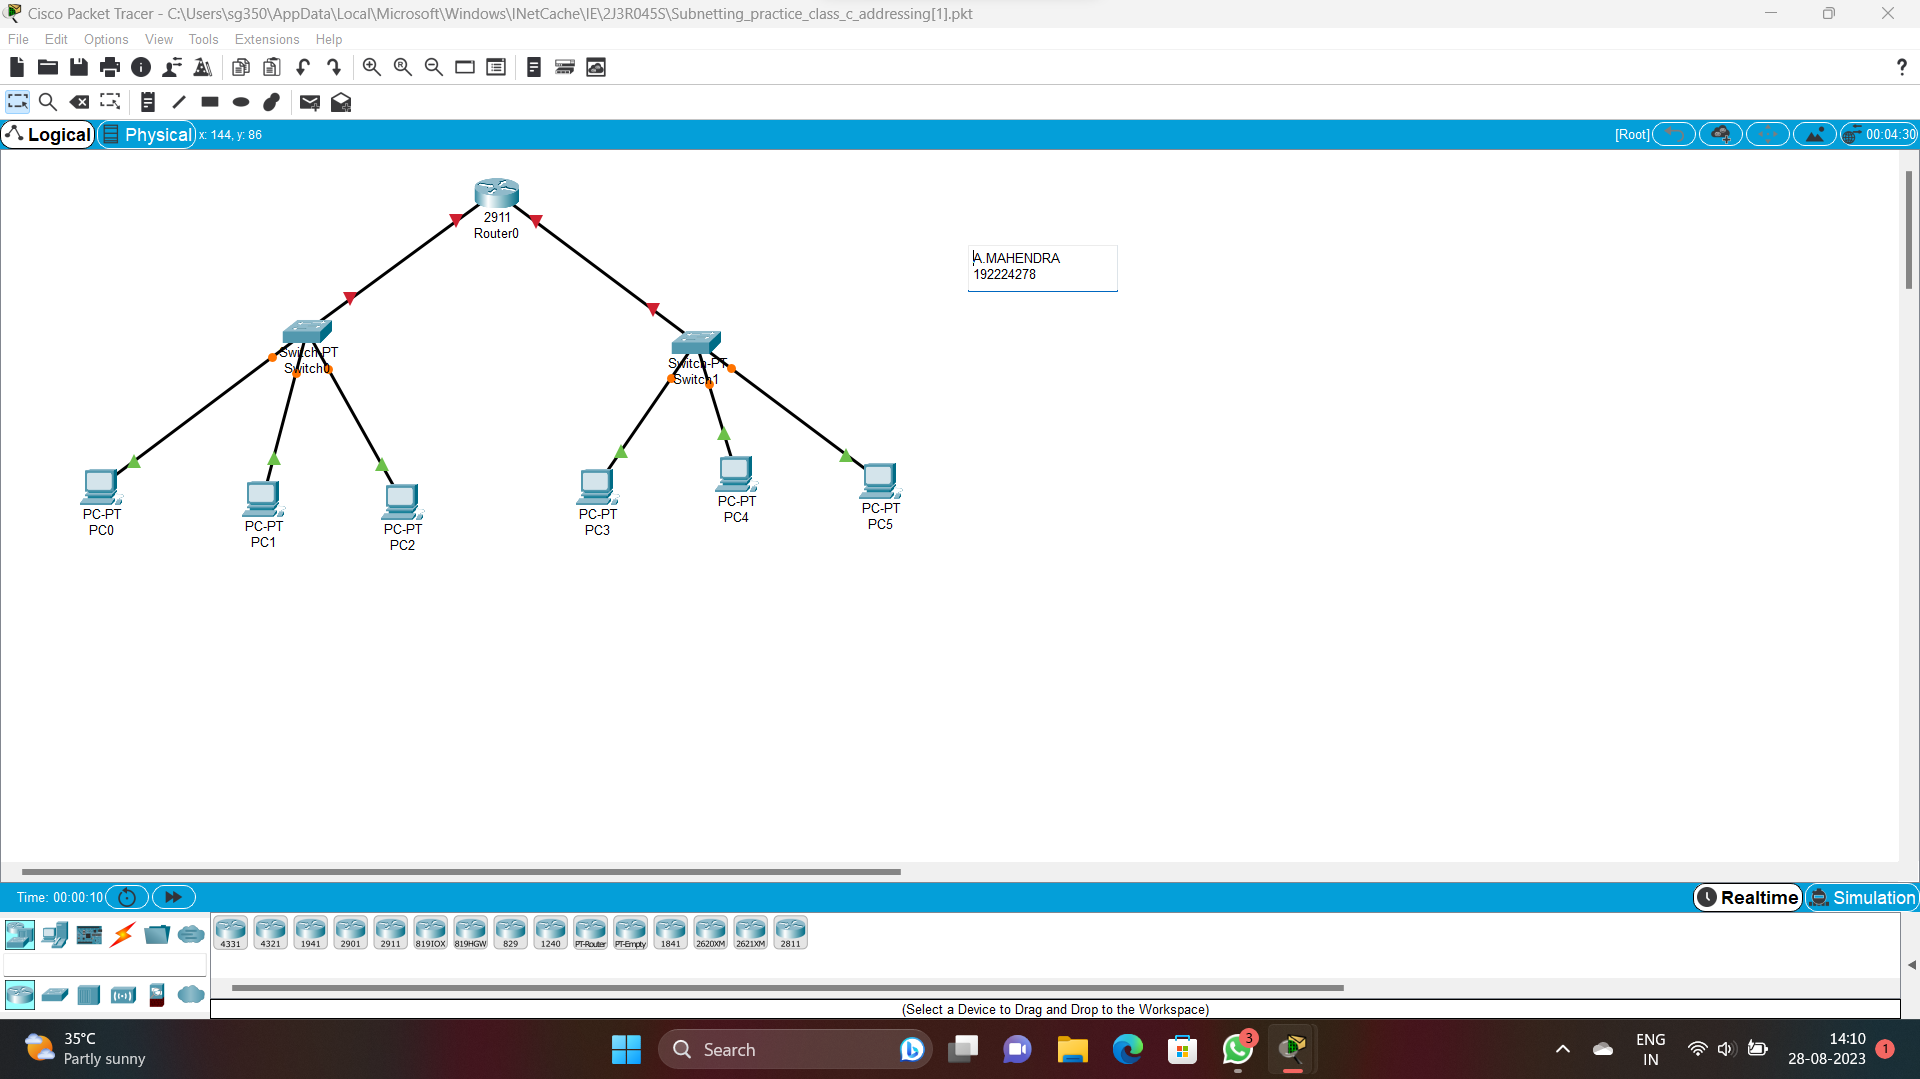 Cisco Packet Tracer - C:\Users\sg350\AppData\Local\Microsoft\Windows\INetCache\IE\2J3R045S\Subnetting_practice_class_c_addressing[1].pkt
File Edit Options View Tools Extensions Help
?
Logical Physical x: 144, y: 86 [Root] 00:04:30
2911
Router0
A.MAHENDRA
192224278
Switch-PT
Switch0
Switch-PT
Switch1
PC-PT
PC0
PC-PT
PC1
PC-PT
PC2
PC-PT
PC3
PC-PT
PC4
PC-PT
PC5
Time: 00:00:10 Realtime Simulation
4331 4321 1941 2901 2911 819IOX 819HGW 829 1240 PT-Router PT-Empty 1841 2620XM 2621XM 2811
(Select a Device to Drag and Drop to the Workspace)
35°C
Partly sunny
Search
3
ENG
IN
14:10
28-08-2023
1